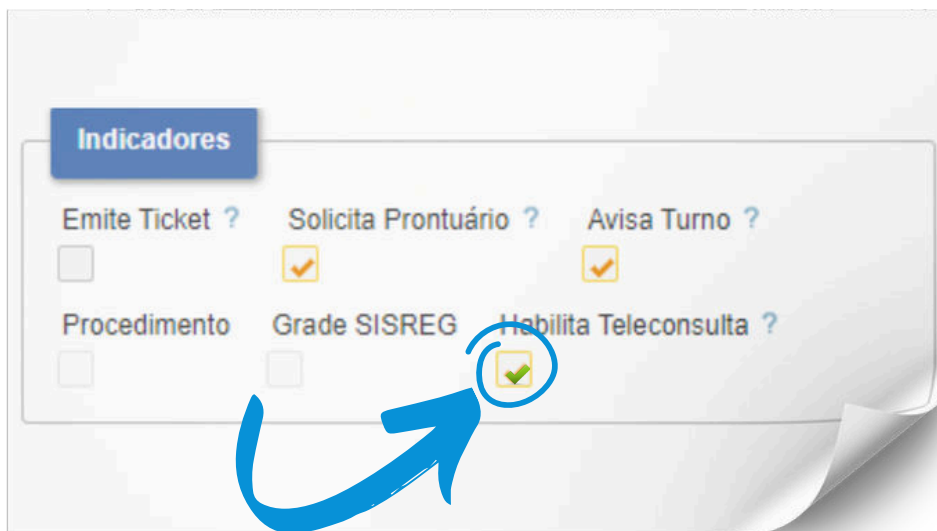 Indicadores
Emite Ticket ? Solicita Prontuário ? Avisa Turno ?
Procedimento Grade SISREG Habilita Teleconsulta ?